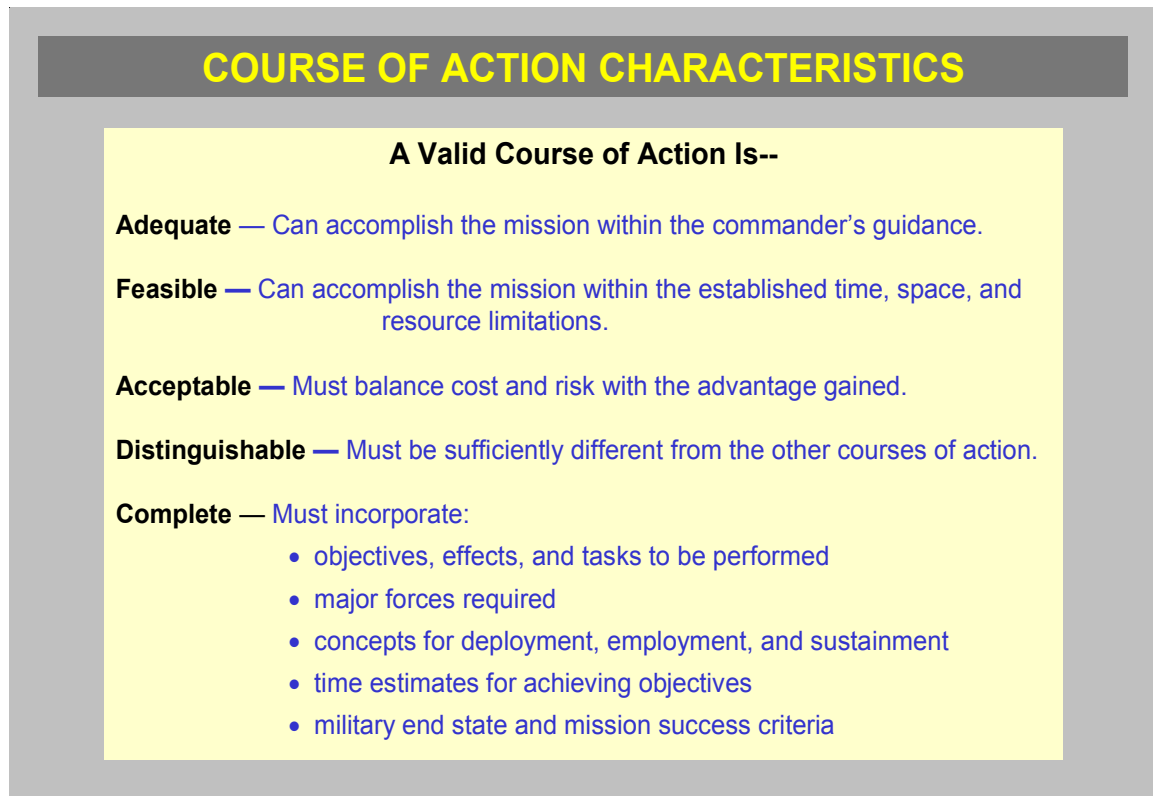 COURSE OF ACTION CHARACTERISTICS
A Valid Course of Action Is--
Adequate — Can accomplish the mission within the commander’s guidance.
Feasible — Can accomplish the mission within the established time, space, and
resource limitations.
Acceptable — Must balance cost and risk with the advantage gained.
Distinguishable — Must be sufficiently different from the other courses of action.
Complete — Must incorporate:
• objectives, effects, and tasks to be performed
• major forces required
• concepts for deployment, employment, and sustainment
• time estimates for achieving objectives
• military end state and mission success criteria